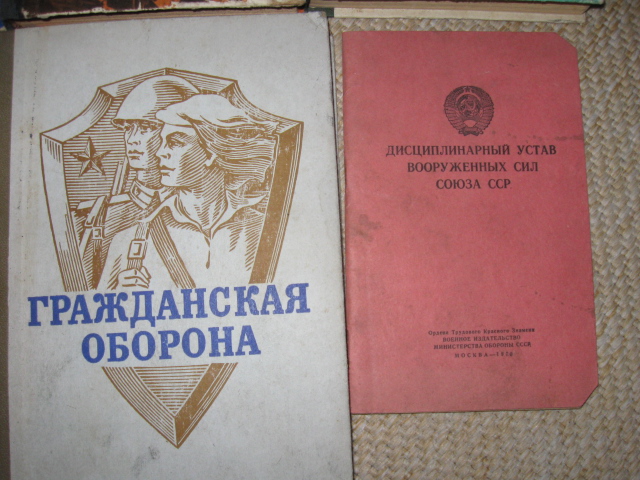 ГРАЖДАНСКАЯ
ОБОРОНА
ДИСЦИПЛИНАРНЫЙ УСТАВ
ВООРУЖЕННЫХ СИЛ
СОЮЗА ССР
Ордена Трудового Красного Знамени
ВОЕННОЕ ИЗДАТЕЛЬСТВО
МИНИСТЕРСТВА ОБОРОНЫ СССР
МОСКВА—